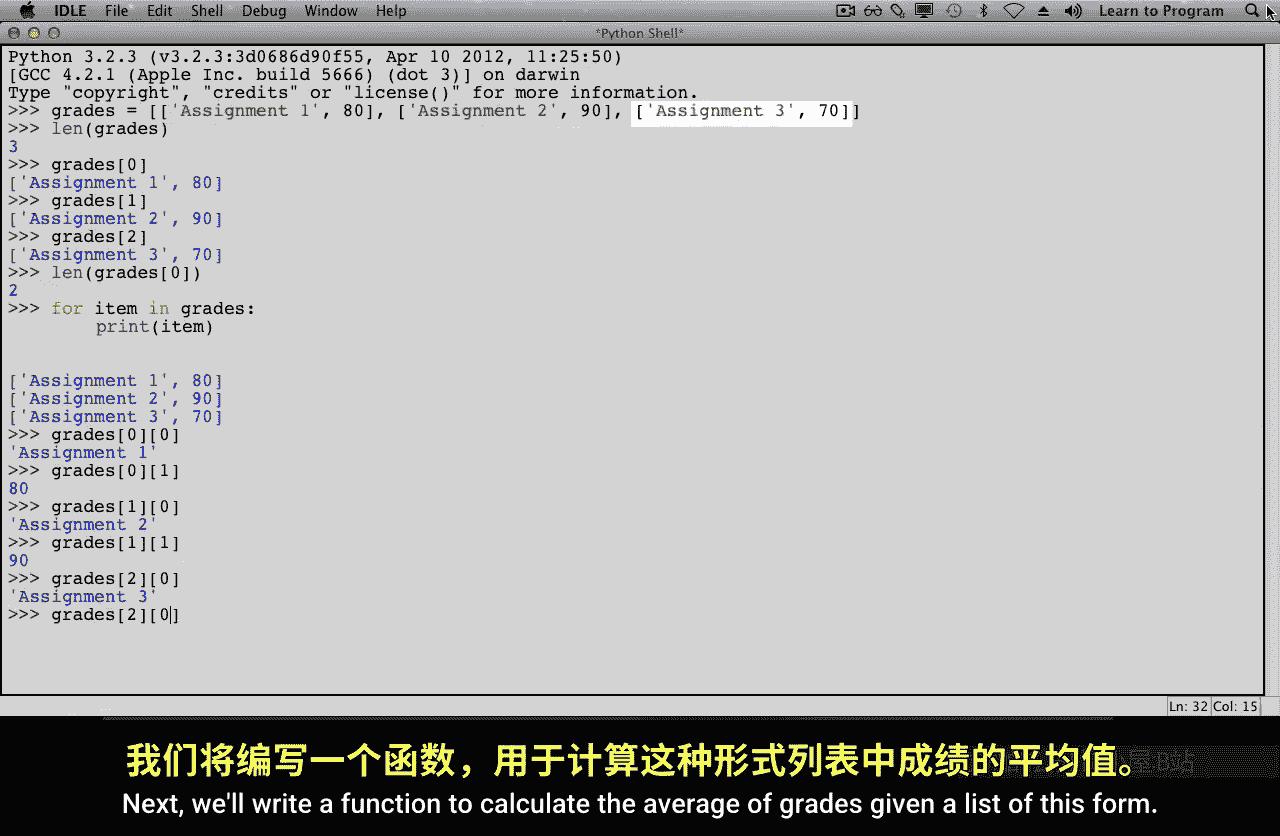 IDLE File Edit Shell Debug Window Help Learn to Program
*Python Shell*
Python 3.2.3 (v3.2.3:3d0686d90f55, Apr 10 2012, 11:25:50)
[GCC 4.2.1 (Apple Inc. build 5666) (dot 3)] on darwin
Type "copyright", "credits" or "license()" for more information.
>>> grades = [['Assignment 1', 80], ['Assignment 2', 90], ['Assignment 3', 70]]
>>> len(grades)
3
>>> grades[0]
['Assignment 1', 80]
>>> grades[1]
['Assignment 2', 90]
>>> grades[2]
['Assignment 3', 70]
>>> len(grades[0])
2
>>> for item in grades:
print(item)
['Assignment 1', 80]
['Assignment 2', 90]
['Assignment 3', 70]
>>> grades[0][0]
'Assignment 1'
>>> grades[0][1]
80
>>> grades[1][0]
'Assignment 2'
>>> grades[1][1]
90
>>> grades[2][0]
'Assignment 3'
>>> grades[2][0]
Ln: 32 Col: 15
我们将编写一个函数，用于计算这种形式列表中成绩的平均值。
Next, we'll write a function to calculate the average of grades given a list of this form.